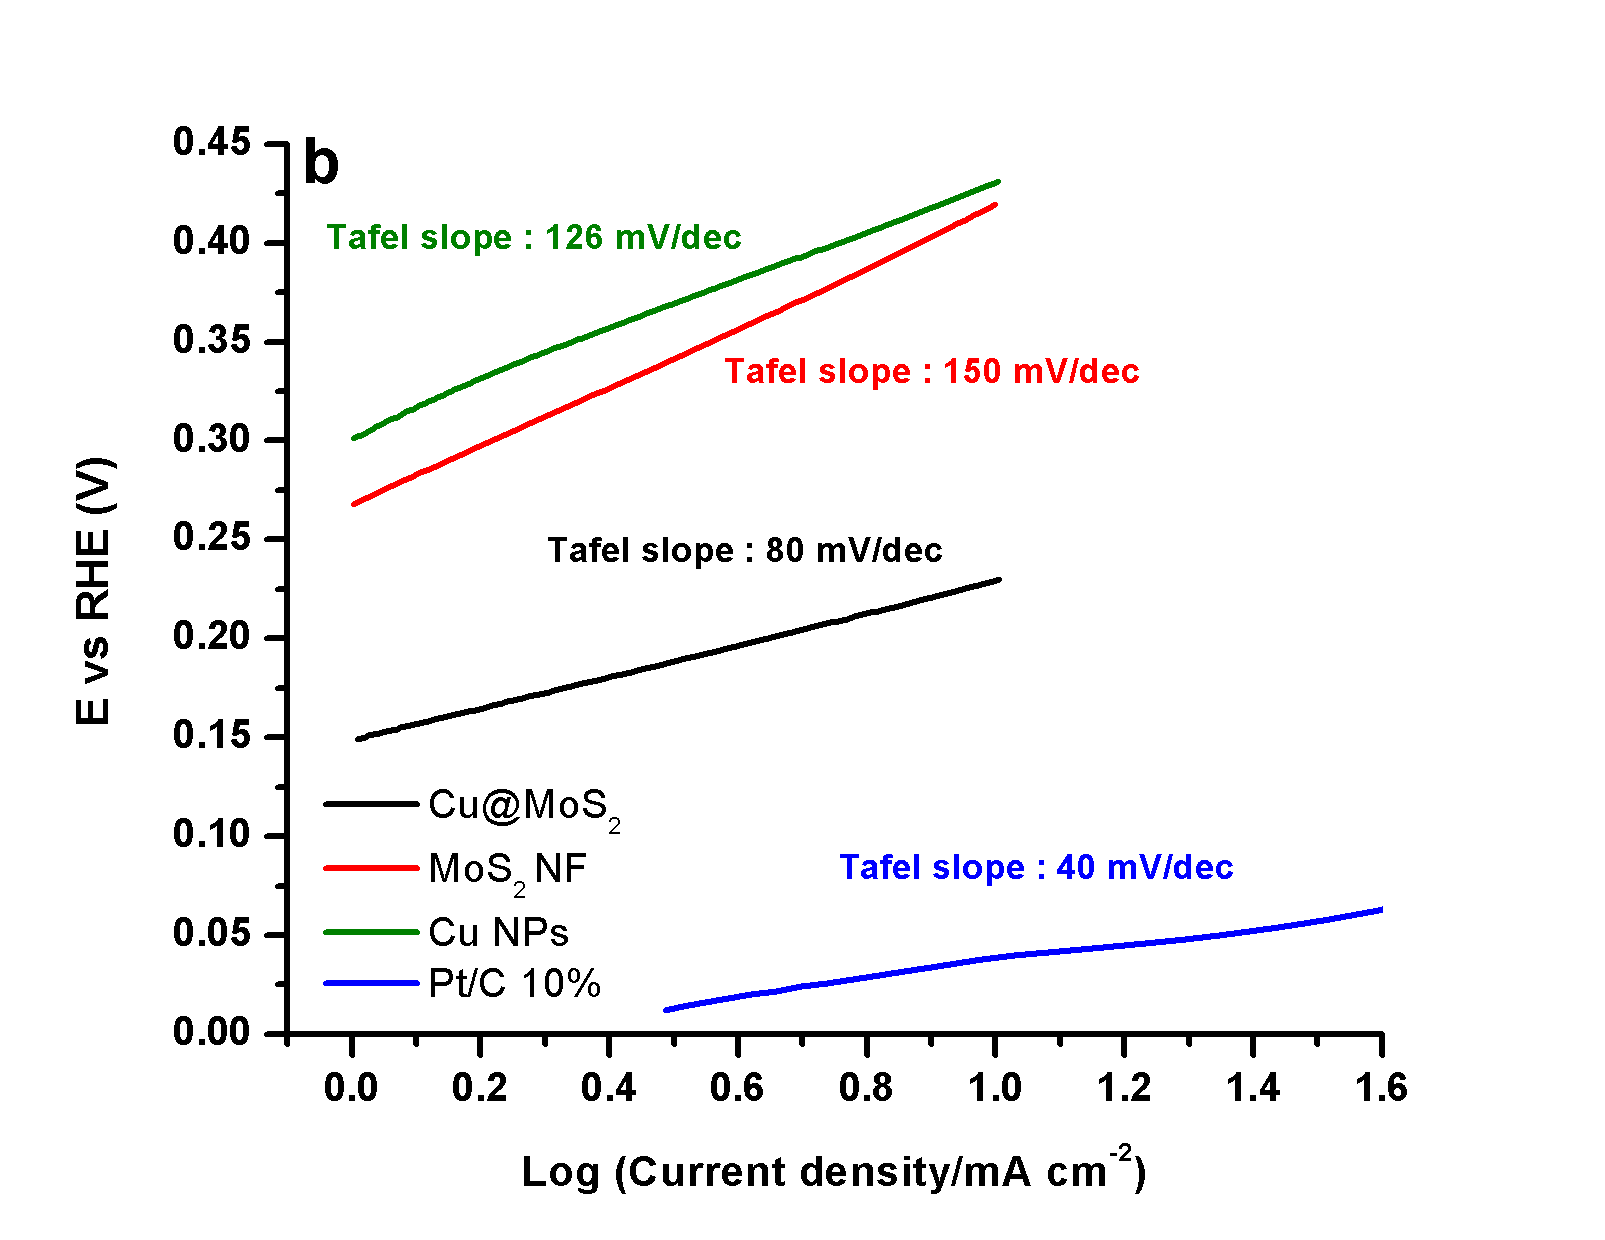 b
0.45
0.40
0.35
0.30
0.25
0.20
0.15
0.10
0.05
0.00
E vs RHE (V)
Tafel slope : 126 mV/dec
Tafel slope : 150 mV/dec
Tafel slope : 80 mV/dec
Cu@MoS₂
MoS₂ NF
Cu NPs
Pt/C 10%
Tafel slope : 40 mV/dec
0.0 0.2 0.4 0.6 0.8 1.0 1.2 1.4 1.6
Log (Current density/mA cm⁻²)